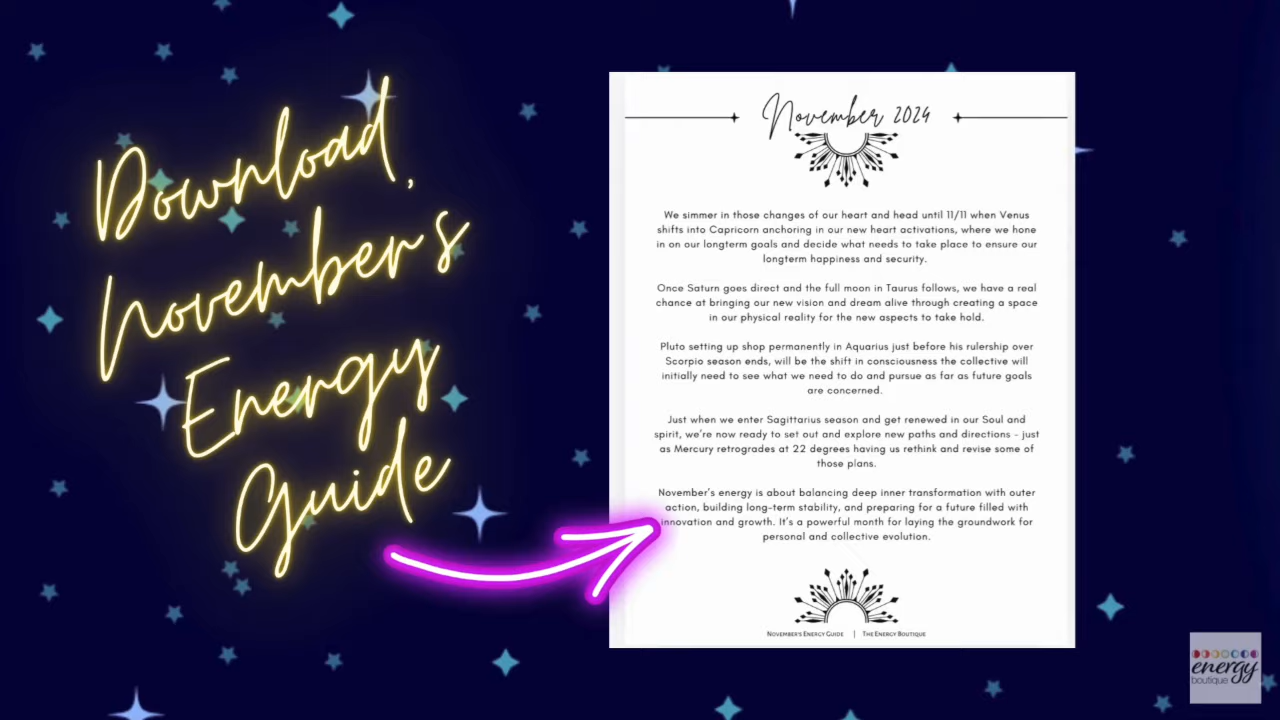 Download
November's
Energy
Guide
November 2024
We simmer in those changes of our heart and head until 11/11 when Venus
shifts into Capricorn anchoring in our new heart activations, where we hone
in on our longterm goals and decide what needs to take place to ensure our
longterm happiness and security.
Once Saturn goes direct and the full moon in Taurus follows, we have a real
chance at bringing our new vision and dream alive through creating a space
in our physical reality for the new aspects to take hold.
Pluto setting up shop permanently in Aquarius just before his rulership over
Scorpio season ends, will be the shift in consciousness the collective will
initially need to see what we need to do and pursue as far as future goals
are concerned.
Just when we enter Sagittarius season and get renewed in our Soul and
spirit, we're now ready to set out and explore new paths and directions - just
as Mercury retrogrades at 22 degrees having us rethink and revise some of
those plans.
November's energy is about balancing deep inner transformation with outer
action, building long-term stability, and preparing for a future filled with
innovation and growth. It's a powerful month for laying the groundwork for
personal and collective evolution.
November's Energy Guide | The Energy Boutique
energy
boutique